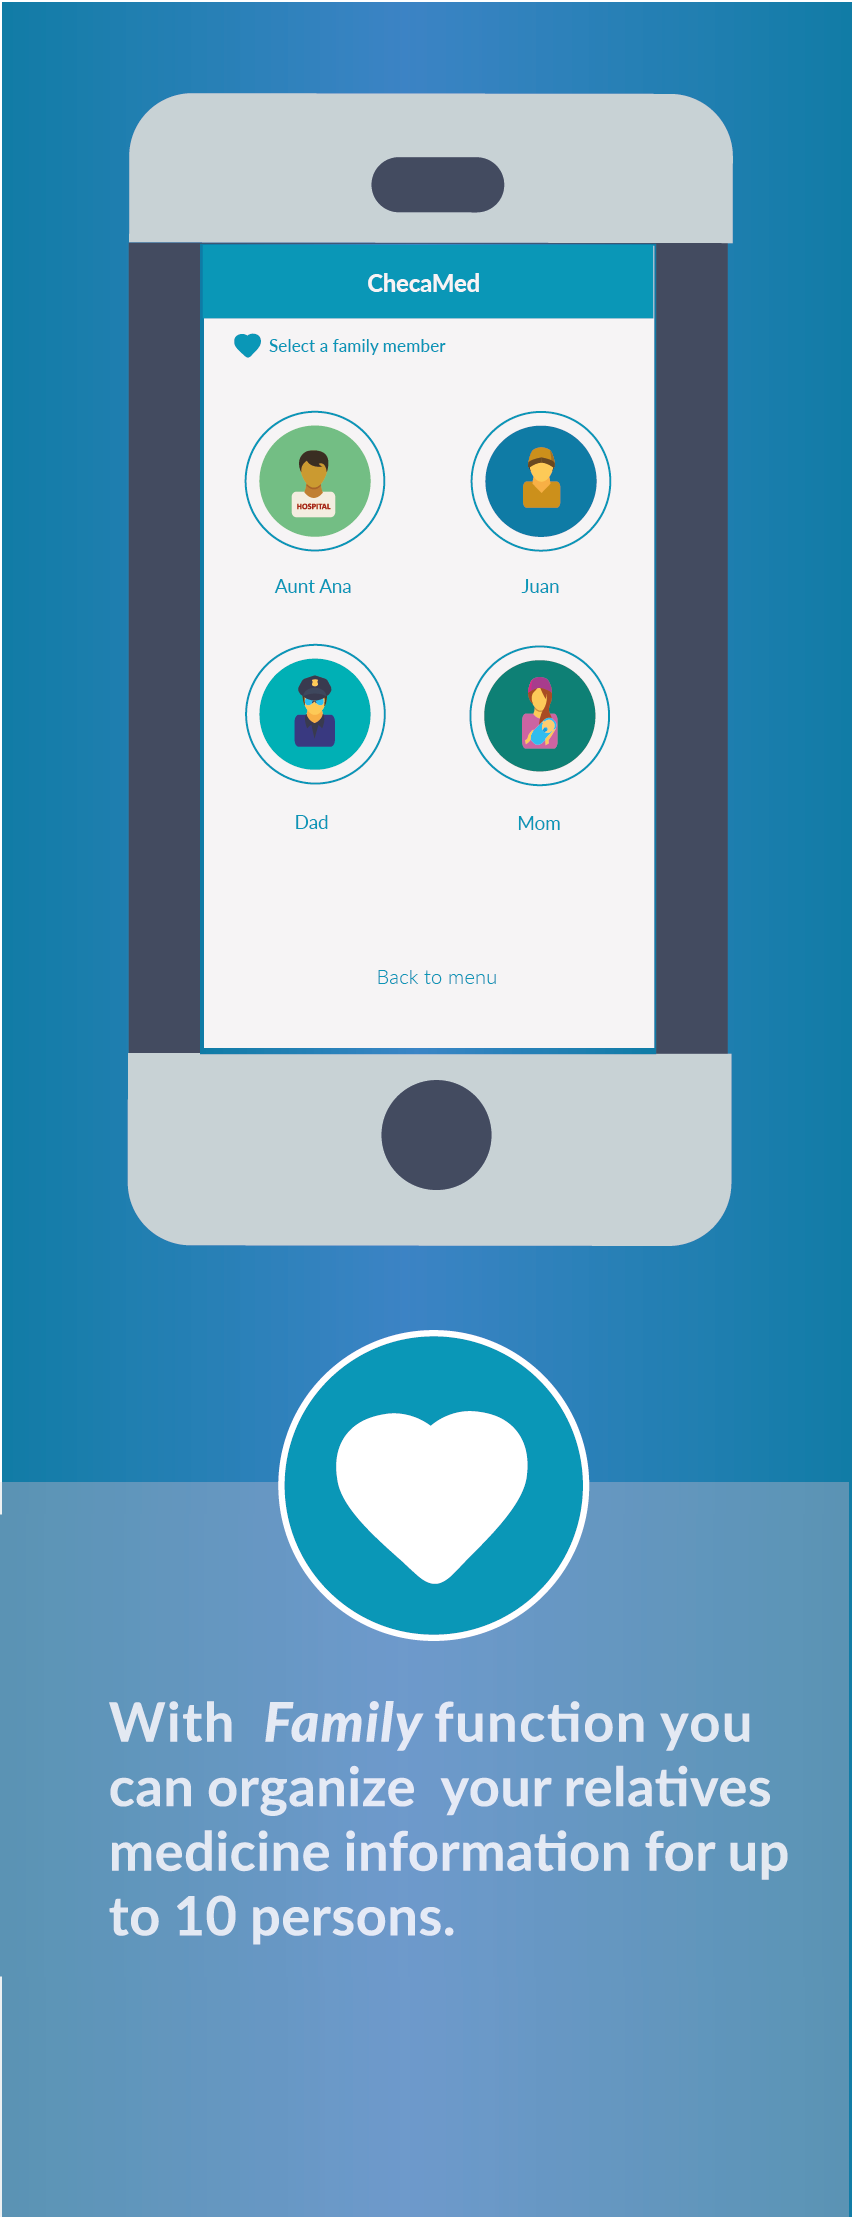 ChecaMed
Select a family member
HOSPITAL
Aunt Ana
Juan
Dad
Mom
Back to menu
With Family function you
can organize your relatives
medicine information for up
to 10 persons.